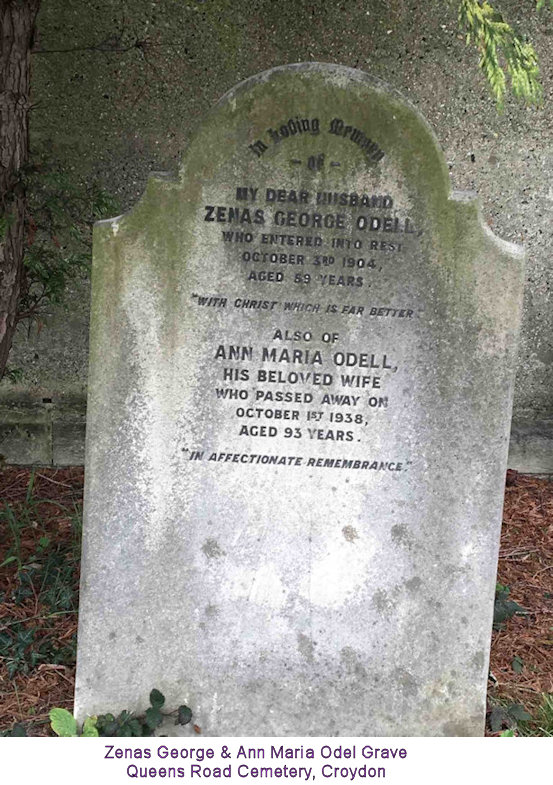 In loving Memory
– OF –
MY DEAR HUSBAND
ZENAS GEORGE ODELL,
WHO ENTERED INTO REST
OCTOBER 3RD 1904,
AGED 59 YEARS.
"WITH CHRIST WHICH IS FAR BETTER"
ALSO OF
ANN MARIA ODELL,
HIS BELOVED WIFE
WHO PASSED AWAY ON
OCTOBER 1ST 1938,
AGED 93 YEARS.
"IN AFFECTIONATE REMEMBRANCE."
Zenas George & Ann Maria Odel Grave
Queens Road Cemetery, Croydon